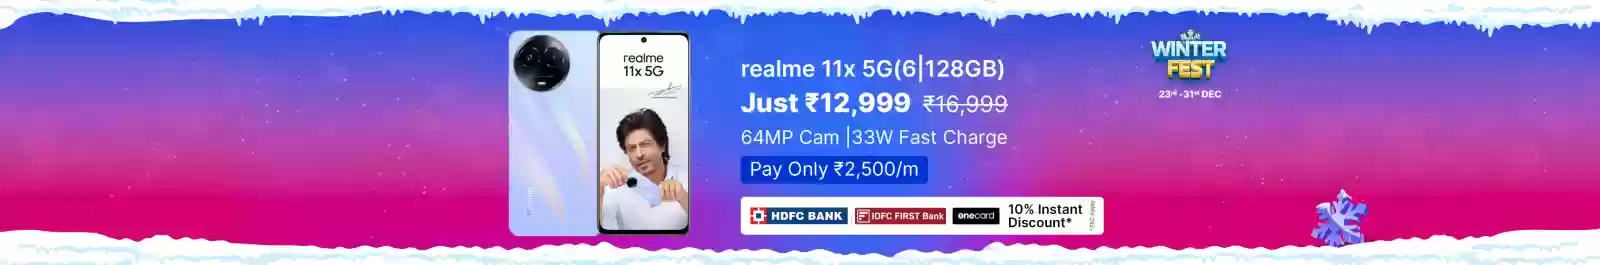 realme
11x 5G
realme 11x 5G(6|128GB)
Just ₹12,999 ₹16,999
64MP Cam |33W Fast Charge
Pay Only ₹2,500/m
HDFC BANK
IDFC FIRST Bank
onecard
10% Instant
Discount*
WINTER
FEST
23rd -31st DEC